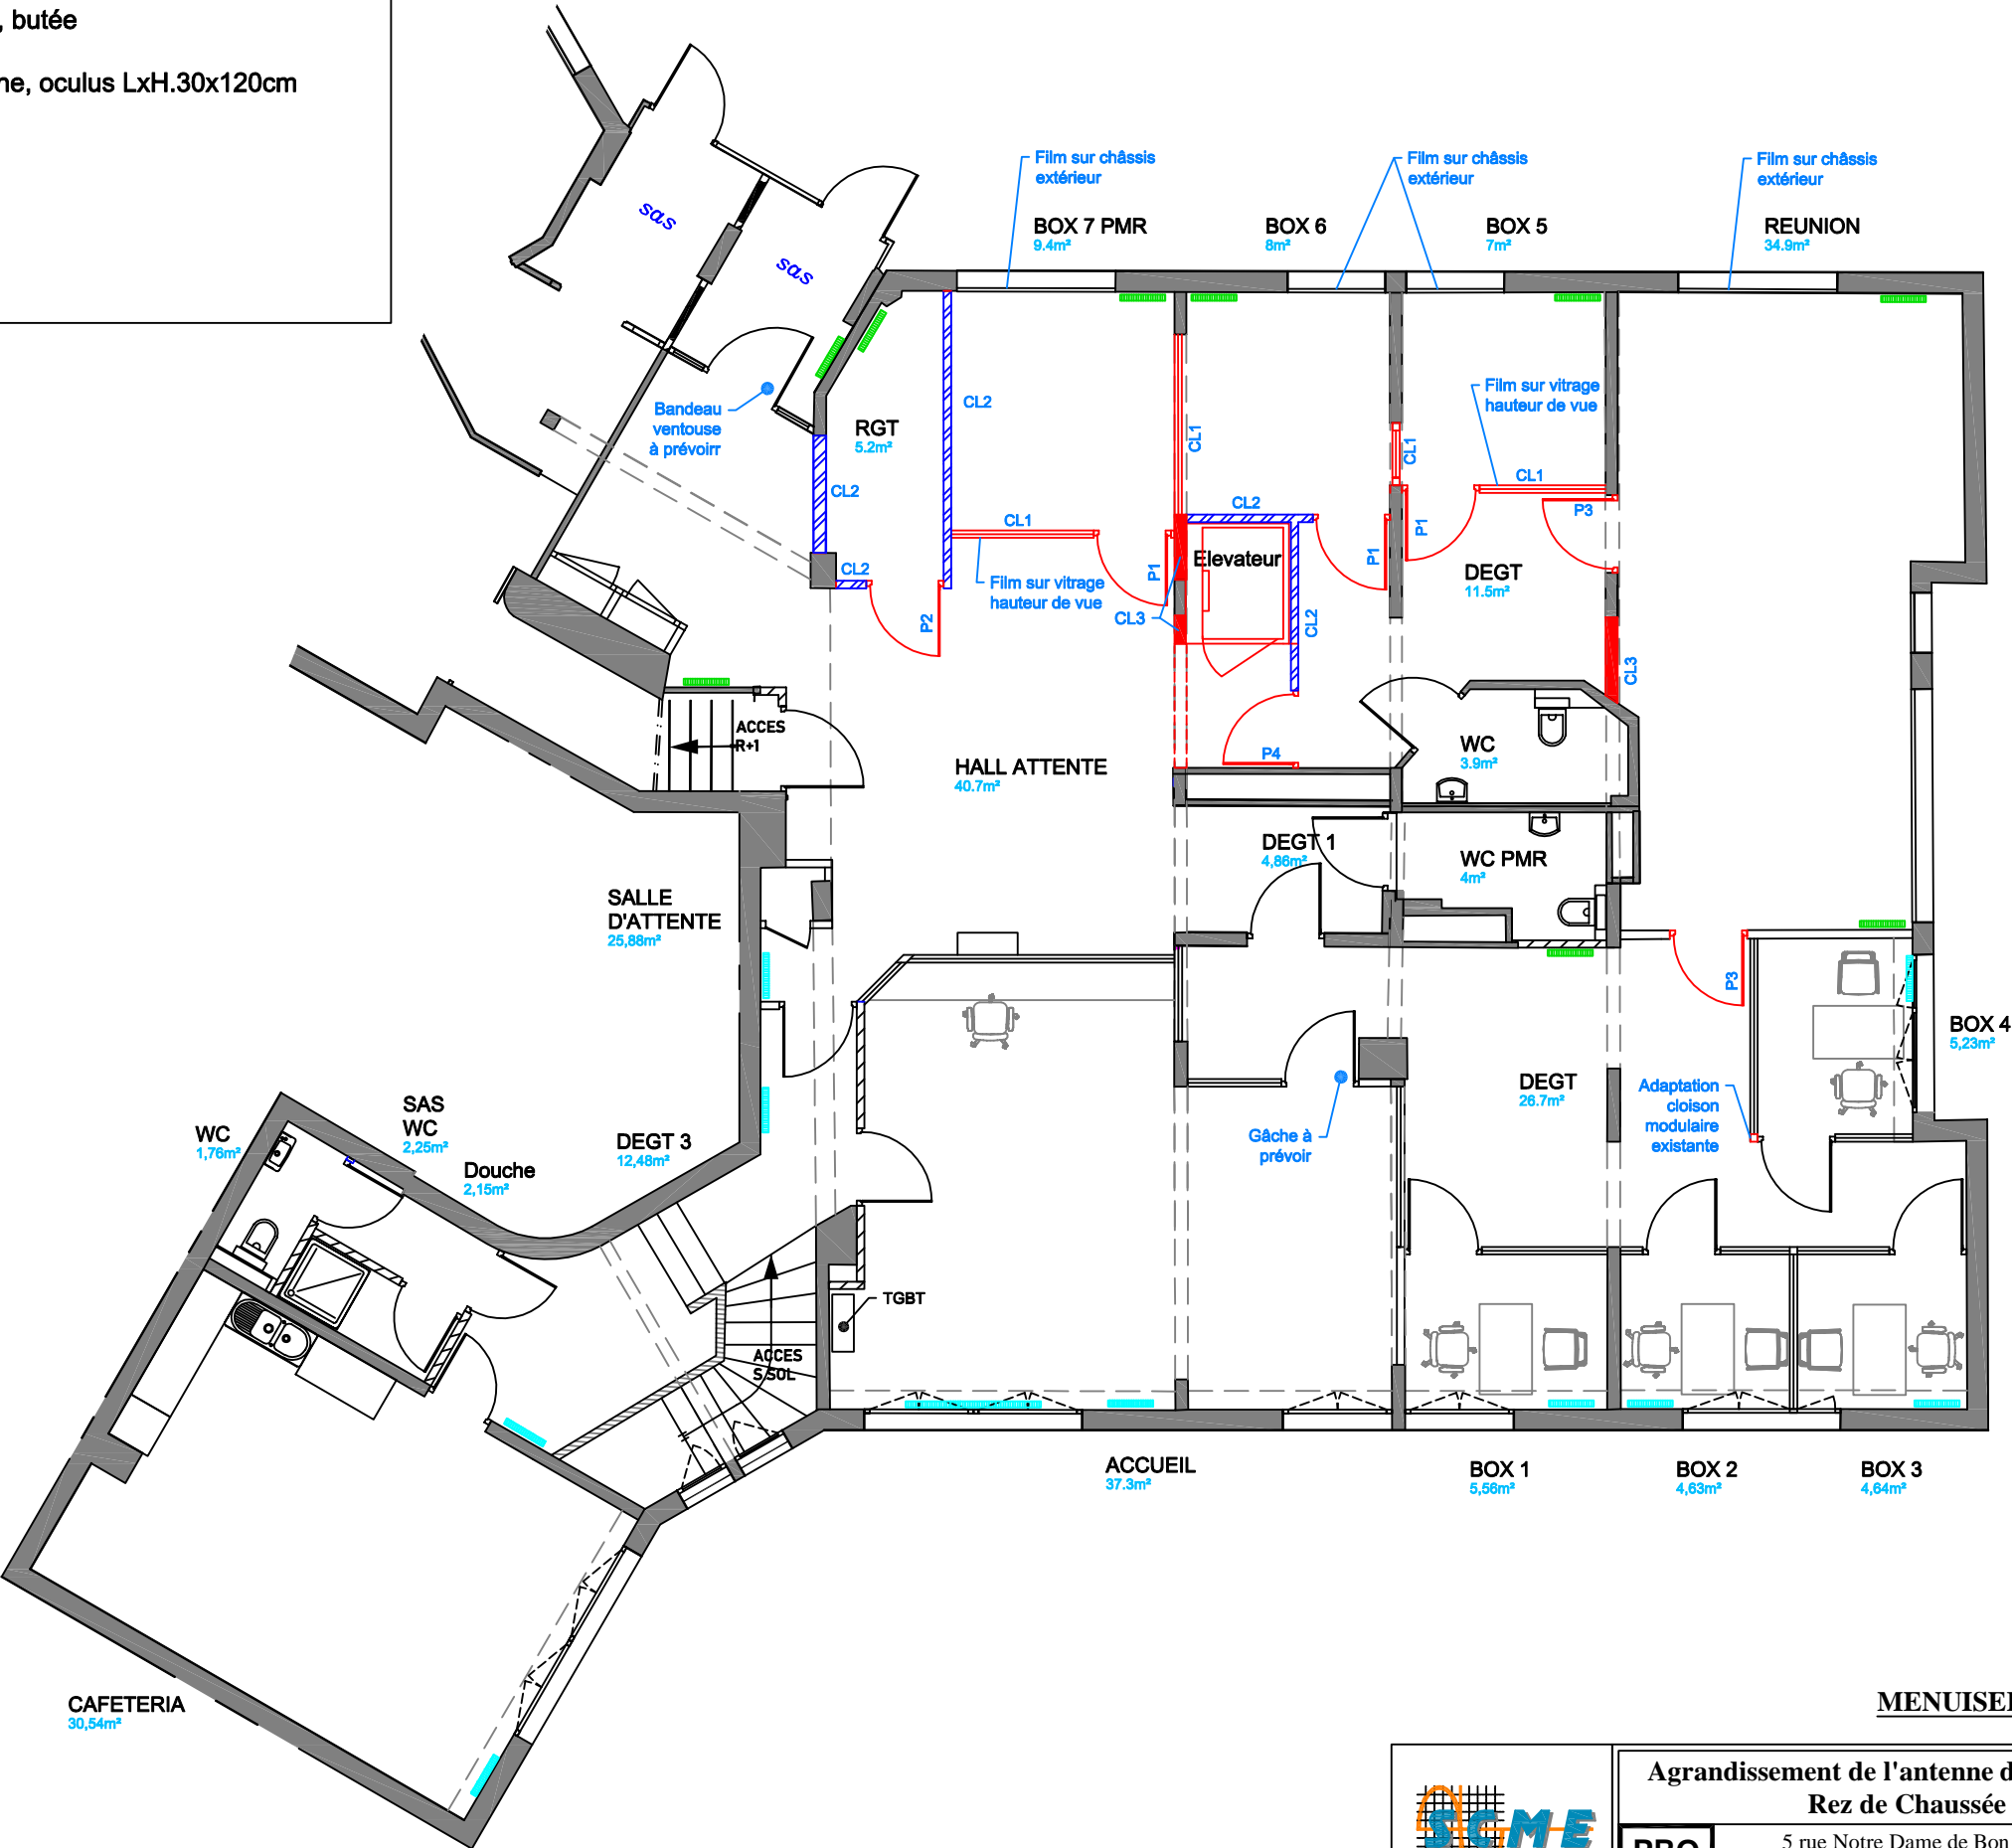 , butée
ne, oculus LxH.30x120cm
Film sur châssis
extérieur
Film sur châssis
extérieur
Film sur châssis
extérieur
BOX 7 PMR
9.4m²
BOX 6
8m²
BOX 5
7m²
REUNION
34.9m²
sas
sas
Bandeau
ventouse
à prévoirr
RGT
5.2m²
CL2
CL2
CL2
CL1
CL1
CL1
Film sur vitrage
hauteur de vue
CL1
P3
P1
CL2
P1
Elevateur
P1
Film sur vitrage
hauteur de vue
CL3
CL2
P2
DEGT
11.5m²
CL3
ACCES
R+1
HALL ATTENTE
40.7m²
P4
WC
3.9m²
DEGT 1
4,86m²
WC PMR
4m²
SALLE
D'ATTENTE
25,88m²
P3
BOX 4
5,23m²
DEGT
26.7m²
Adaptation
cloison
modulaire
existante
Gâche à
prévoir
WC
1,76m²
SAS
WC
2,25m²
Douche
2,15m²
DEGT 3
12,48m²
TGBT
ACCES
S.SOL
ACCUEIL
37.3m²
BOX 1
5,56m²
BOX 2
4,63m²
BOX 3
4,64m²
CAFETERIA
30,54m²
MENUISE
SCME
Agrandissement de l'antenne d
Rez de Chaussée
PRO
5 rue Notre Dame de Bon